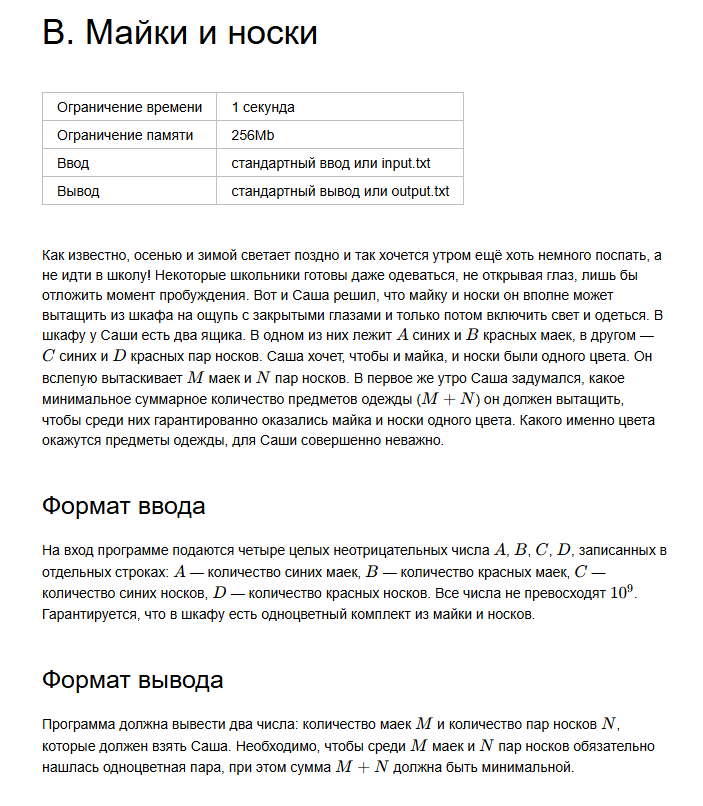 В. Майки и носки
Ограничение времени 1 секунда
Ограничение памяти 256Mb
Ввод стандартный ввод или input.txt
Вывод стандартный вывод или output.txt
Как известно, осенью и зимой светает поздно и так хочется утром ещё хоть немного поспать, а
не идти в школу! Некоторые школьники готовы даже одеваться, не открывая глаз, лишь бы
отложить момент пробуждения. Вот и Саша решил, что майку и носки он вполне может
вытащить из шкафа на ощупь с закрытыми глазами и только потом включить свет и одеться. В
шкафу у Саши есть два ящика. В одном из них лежит A синих и B красных маек, в другом —
C синих и D красных пар носков. Саша хочет, чтобы и майка, и носки были одного цвета. Он
вслепую вытаскивает M маек и N пар носков. В первое же утро Саша задумался, какое
минимальное суммарное количество предметов одежды (M + N) он должен вытащить,
чтобы среди них гарантированно оказались майка и носки одного цвета. Какого именно цвета
окажутся предметы одежды, для Саши совершенно неважно.
Формат ввода
На вход программе подаются четыре целых неотрицательных числа A, B, C, D, записанных в
отдельных строках: A — количество синих маек, B — количество красных маек, C —
количество синих носков, D — количество красных носков. Все числа не превосходят 10⁹.
Гарантируется, что в шкафу есть одноцветный комплект из майки и носков.
Формат вывода
Программа должна вывести два числа: количество маек M и количество пар носков N,
которые должен взять Саша. Необходимо, чтобы среди M маек и N пар носков обязательно
нашлась одноцветная пара, при этом сумма M + N должна быть минимальной.